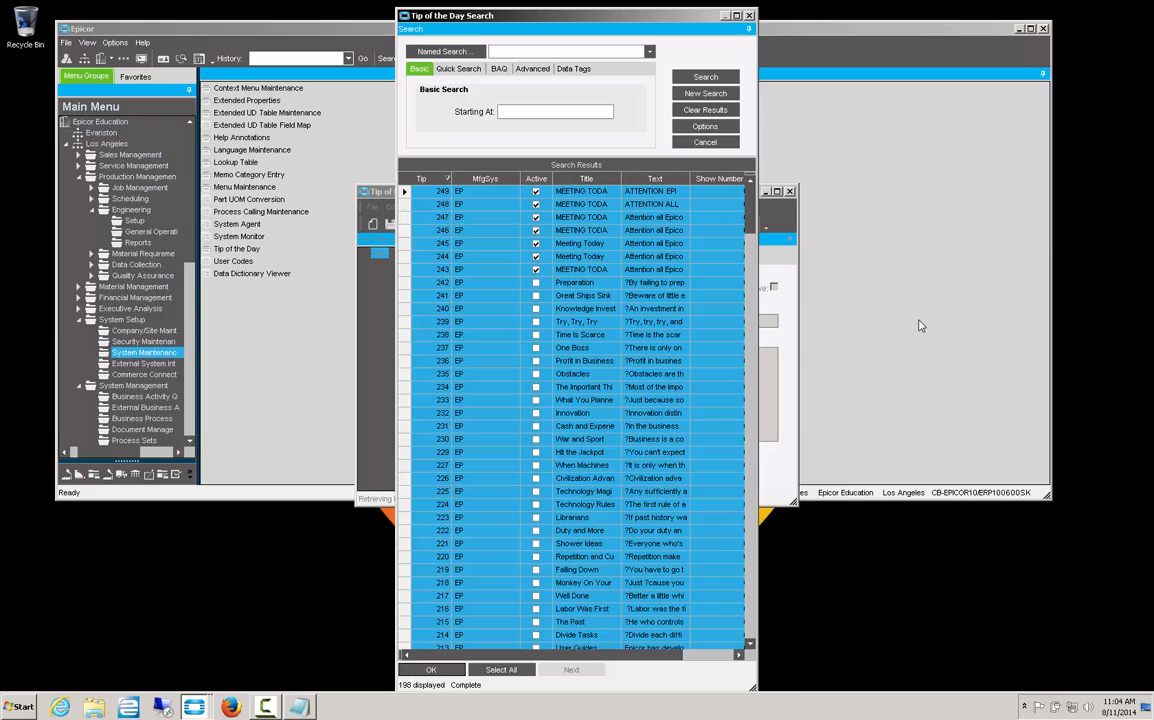 Recycle Bin
Epicor
File View Options Help
History:
Go
Menu Groups
Favorites
Main Menu
Epicor Education
Evanston
Los Angeles
Sales Management
Service Management
Production Managemen
Job Management
Scheduling
Engineering
Setup
General Operati
Reports
Material Requireme
Data Collection
Quality Assurance
Material Management
Financial Management
Executive Analysis
System Setup
Company/Site Maint
Security Maintenan
System Maintenanc
External System Int
Commerce Connect
System Management
Business Activity Q
External Business A
Business Process
Document Manage
Process Sets
Ready
Context Menu Maintenance
Extended Properties
Extended UD Table Maintenance
Extended UD Table Field Map
Help Annotations
Language Maintenance
Lookup Table
Memo Category Entry
Menu Maintenance
Part UOM Conversion
Process Calling Maintenance
System Agent
System Monitor
Tip of the Day
User Codes
Data Dictionary Viewer
Tip of
File
Retrieving
Epicor Education Los Angeles CB-EPICOR10/ERP100600SK
Tip of the Day Search
Search
Named Search...
Basic Quick Search BAQ Advanced Data Tags
Basic Search
Starting At:
Search
New Search
Clear Results
Options
Cancel
Search Results
Tip MfgSys Active Title Text Show Number
249 EP MEETING TODA ATTENTION EPI
248 EP MEETING TODA ATTENTION ALL
247 EP MEETING TODA Attention all Epico
246 EP MEETING TODA Attention all Epico
245 EP Meeting Today Attention all Epico
244 EP Meeting Today Attention all Epico
243 EP MEETING TODA Attention all Epico
242 EP Preparation ?By failing to prep
241 EP Great Ships Sink ?Beware of little e
240 EP Knowledge Invest ?An investment in
239 EP Try, Try, Try ?Try, try, try, and
238 EP Time Is Scarce ?Time is the scar
237 EP One Boss ?There is only on
236 EP Profit in Business ?Profit in busines
235 EP Obstacles ?Obstacles are th
234 EP The Important Thi ?Most of the impo
233 EP What You Planne ?Just because so
232 EP Innovation ?Innovation distin
231 EP Cash and Experie ?In the business
230 EP War and Sport ?Business is a co
229 EP Hit the Jackpot ?You can't expect
227 EP When Machines ?It is only when th
226 EP Civilization Advan ?Civilization adva
225 EP Technology Magi ?Any sufficiently a
224 EP Technology Rules ?The first rule of a
223 EP Librarians ?If past history wa
222 EP Duty and More ?Do your duty an
221 EP Shower Ideas ?Everyone who's
220 EP Repetition and Cu ?Repetition make
219 EP Falling Down ?You have to go t
218 EP Monkey On Your ?Just ?cause you
217 EP Well Done ?Better a little whi
216 EP Labor Was First ?Labor was the fi
215 EP The Past ?He who controls
214 EP Divide Tasks ?Divide each diffi
213 EP User Guides Epicor has develo
OK
Select All
Next
198 displayed Complete
Start
11:04 AM
8/11/2014